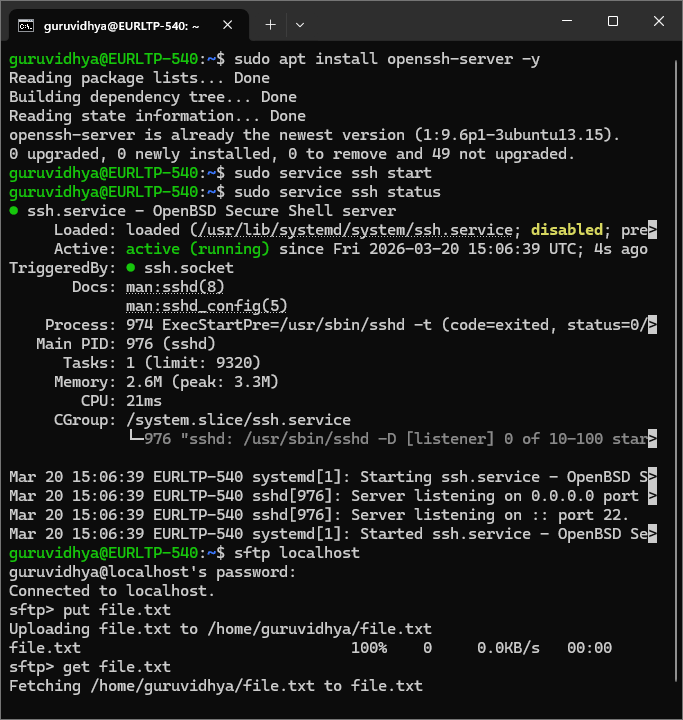 guruvidhya@EURLTP-540: ~
guruvidhya@EURLTP-540:~$ sudo apt install openssh-server -y
Reading package lists... Done
Building dependency tree... Done
Reading state information... Done
openssh-server is already the newest version (1:9.6p1-3ubuntu13.15).
0 upgraded, 0 newly installed, 0 to remove and 49 not upgraded.
guruvidhya@EURLTP-540:~$ sudo service ssh start
guruvidhya@EURLTP-540:~$ sudo service ssh status
● ssh.service - OpenBSD Secure Shell server
Loaded: loaded (/usr/lib/systemd/system/ssh.service; disabled; pre>
Active: active (running) since Fri 2026-03-20 15:06:39 UTC; 4s ago
TriggeredBy: ● ssh.socket
Docs: man:sshd(8)
man:sshd_config(5)
Process: 974 ExecStartPre=/usr/sbin/sshd -t (code=exited, status=0/>
Main PID: 976 (sshd)
Tasks: 1 (limit: 9320)
Memory: 2.6M (peak: 3.3M)
CPU: 21ms
CGroup: /system.slice/ssh.service
└─976 "sshd: /usr/sbin/sshd -D [listener] 0 of 10-100 star>
Mar 20 15:06:39 EURLTP-540 systemd[1]: Starting ssh.service - OpenBSD S>
Mar 20 15:06:39 EURLTP-540 sshd[976]: Server listening on 0.0.0.0 port >
Mar 20 15:06:39 EURLTP-540 sshd[976]: Server listening on :: port 22.
Mar 20 15:06:39 EURLTP-540 systemd[1]: Started ssh.service - OpenBSD Se>
guruvidhya@EURLTP-540:~$ sftp localhost
guruvidhya@localhost's password:
Connected to localhost.
sftp> put file.txt
Uploading file.txt to /home/guruvidhya/file.txt
file.txt 100% 0 0.0KB/s 00:00
sftp> get file.txt
Fetching /home/guruvidhya/file.txt to file.txt